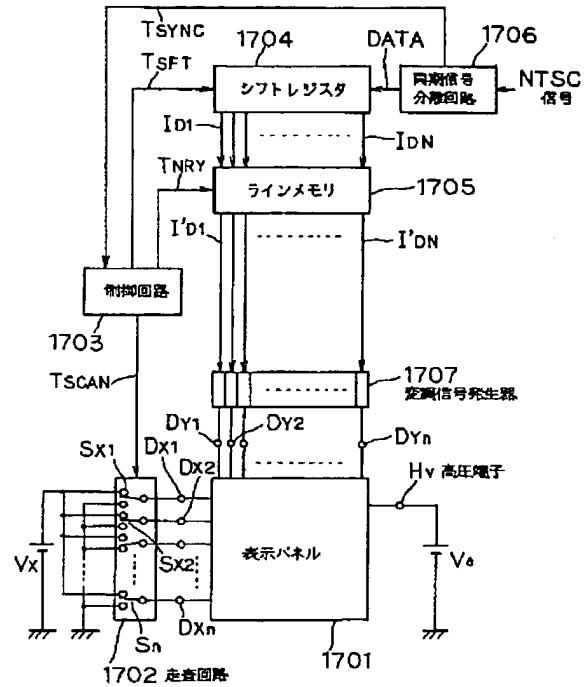 TSYNC
1704
DATA
1706
TSFT
シフトレジスタ
同期信号
分離回路
NTSC
信号
ID1
IDN
TNRY
ラインメモリ
1705
I'D1
I'DN
制御回路
1703
TSCAN
1707
変調信号発生器
DY1
DY2
DYn
SX1
DX1
DX2
HV 高圧端子
表示パネル
VX
SX2
Va
Sn
DXn
1702 走査回路
1701